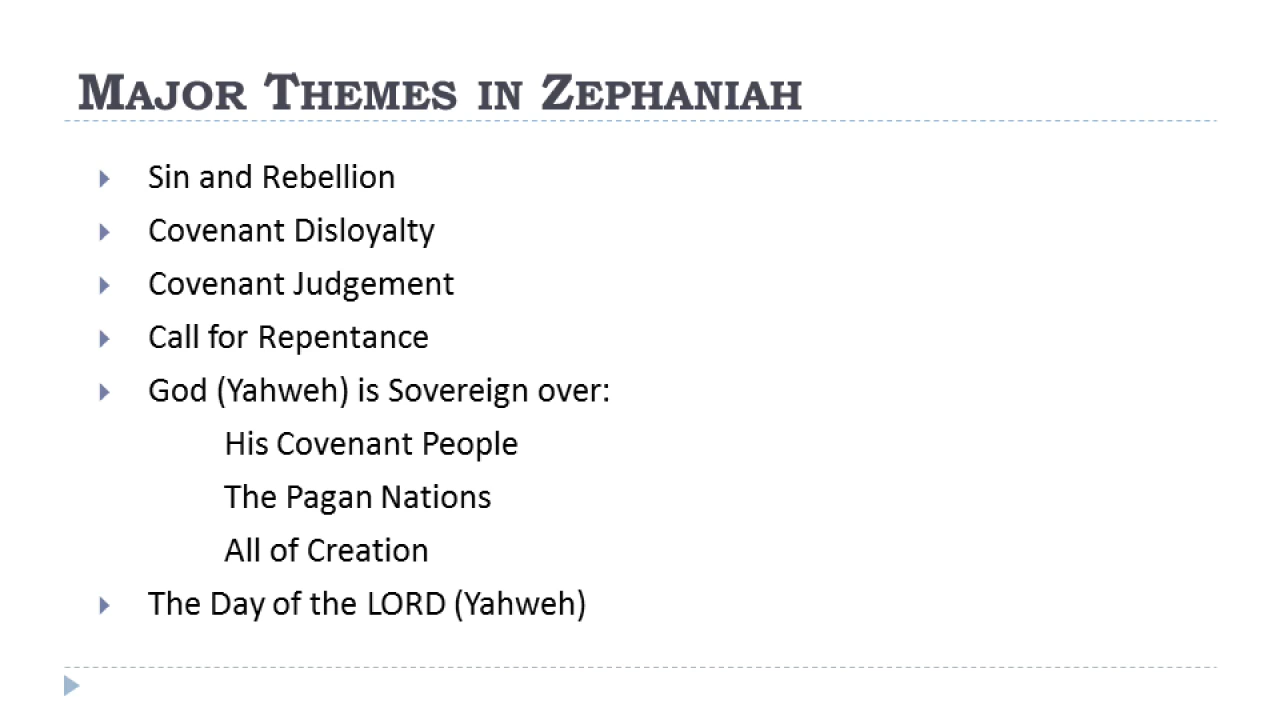 Major Themes in Zephaniah
Sin and Rebellion
Covenant Disloyalty
Covenant Judgement
Call for Repentance
God (Yahweh) is Sovereign over:
His Covenant People
The Pagan Nations
All of Creation
The Day of the LORD (Yahweh)